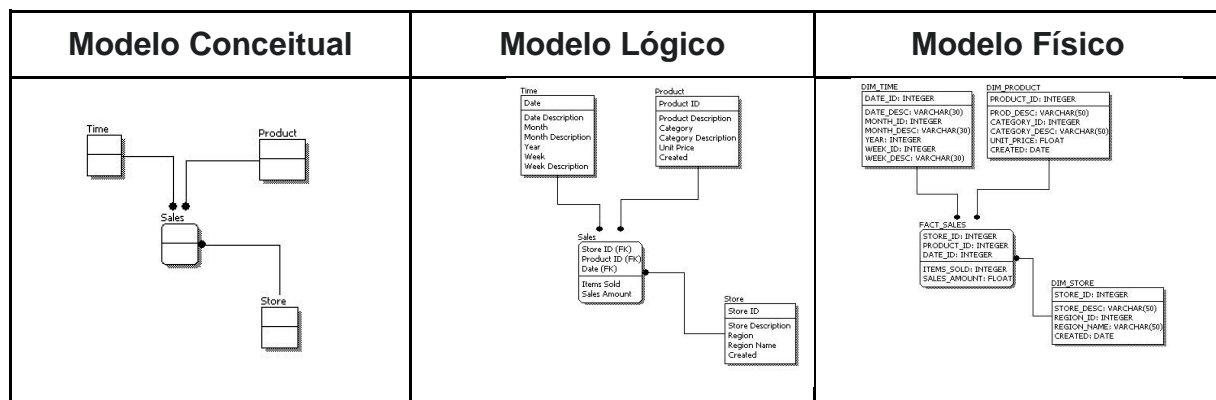 Modelo Conceitual
Modelo Lógico
Modelo Físico
Time
Product
Sales
Store
Time
Date
Date Description
Month
Month Description
Year
Week
Week Description
Product
Product ID
Product Description
Category
Category Description
Unit Price
Created
Sales
Store ID (FK)
Product ID (FK)
Date (FK)
Items Sold
Sales Amount
Store
Store ID
Store Description
Region
Region Name
Created
DIM_TIME
DATE_ID: INTEGER
DATE_DESC: VARCHAR(30)
MONTH_ID: INTEGER
MONTH_DESC: VARCHAR(30)
YEAR: INTEGER
WEEK_ID: INTEGER
WEEK_DESC: VARCHAR(30)
DIM_PRODUCT
PRODUCT_ID: INTEGER
PROD_DESC: VARCHAR(50)
CATEGORY_ID: INTEGER
CATEGORY_DESC: VARCHAR(50)
UNIT_PRICE: FLOAT
CREATED: DATE
FACT_SALES
STORE_ID: INTEGER
PRODUCT_ID: INTEGER
DATE_ID: INTEGER
ITEMS_SOLD: INTEGER
SALES_AMOUNT: FLOAT
DIM_STORE
STORE_ID: INTEGER
STORE_DESC: VARCHAR(50)
REGION_ID: INTEGER
REGION_NAME: VARCHAR(50)
CREATED: DATE